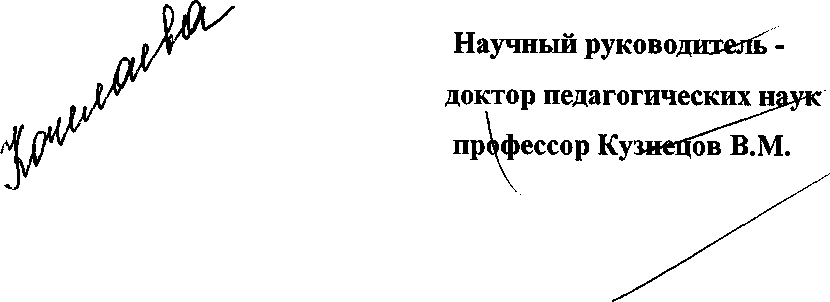 Научный руководитель -
доктор педагогических наук
профессор Кузнецов В.М.